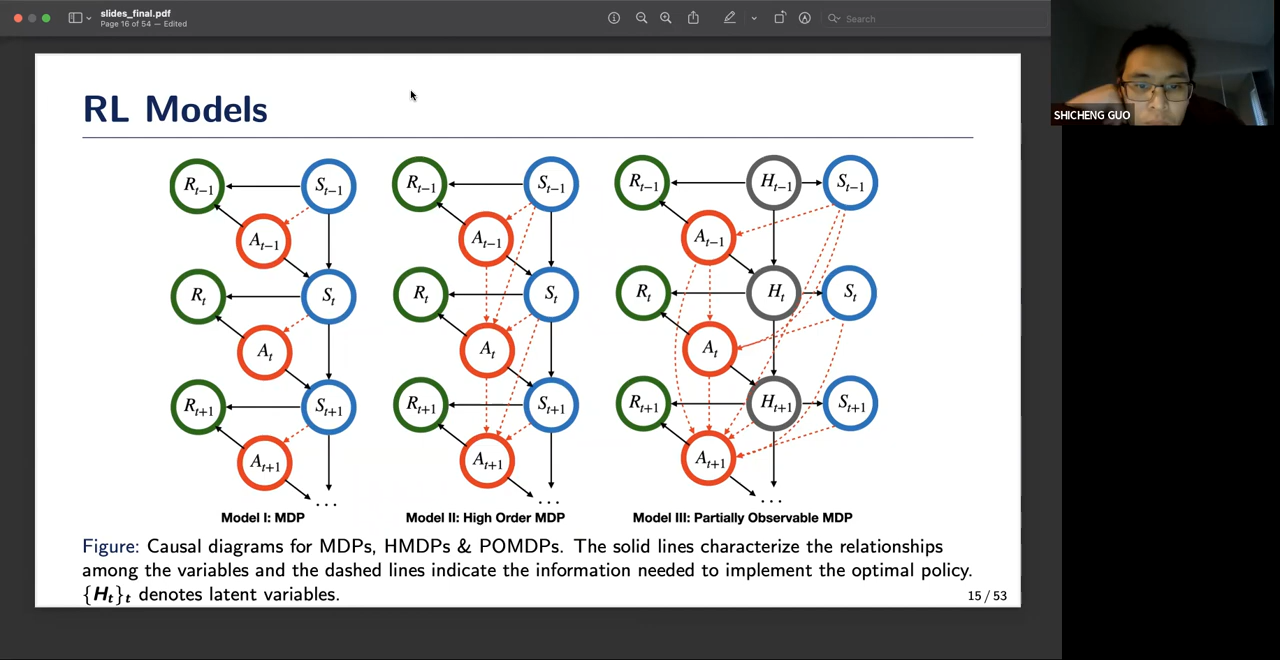 slides_final.pdf
Page 16 of 54 — Edited
Search
SHICHENG GUO
RL Models
R_{t-1} S_{t-1} R_{t-1} S_{t-1} R_{t-1} H_{t-1} S_{t-1}
A_{t-1} A_{t-1} A_{t-1}
R_t S_t R_t S_t R_t H_t S_t
A_t A_t A_t
R_{t+1} S_{t+1} R_{t+1} S_{t+1} R_{t+1} H_{t+1} S_{t+1}
A_{t+1} A_{t+1} A_{t+1}
... ... ...
Model I: MDP Model II: High Order MDP Model III: Partially Observable MDP
Figure: Causal diagrams for MDPs, HMDPs & POMDPs. The solid lines characterize the relationships
among the variables and the dashed lines indicate the information needed to implement the optimal policy.
{H_t}_t denotes latent variables.
15 / 53